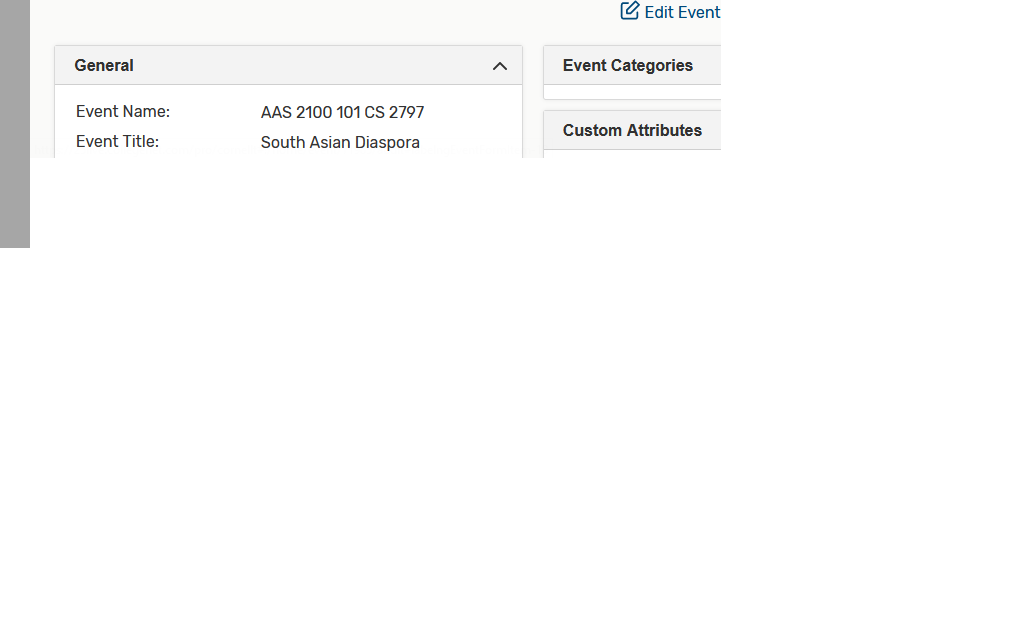 Edit Event
General
Event Name: AAS 2100 101 CS 2797
Event Title: South Asian Diaspora
Event Categories
Custom Attributes